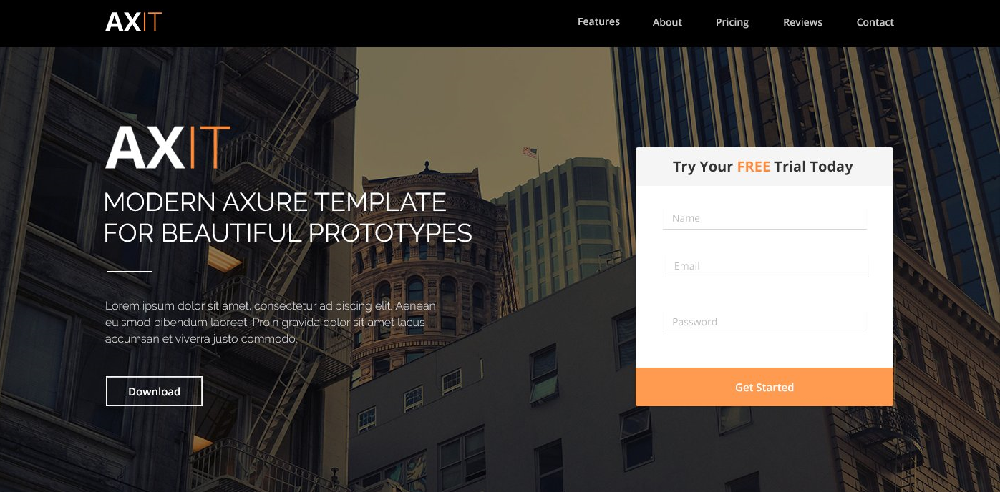 AXIT
Features
About
Pricing
Reviews
Contact
AXIT
MODERN AXURE TEMPLATE
FOR BEAUTIFUL PROTOTYPES
Lorem ipsum dolor sit amet, consectetur adipiscing elit. Aenean
euismod bibendum laoreet. Proin gravida dolor sit amet lacus
accumsan et viverra justo commodo.
Download
Try Your FREE Trial Today
Name
Email
Password
Get Started